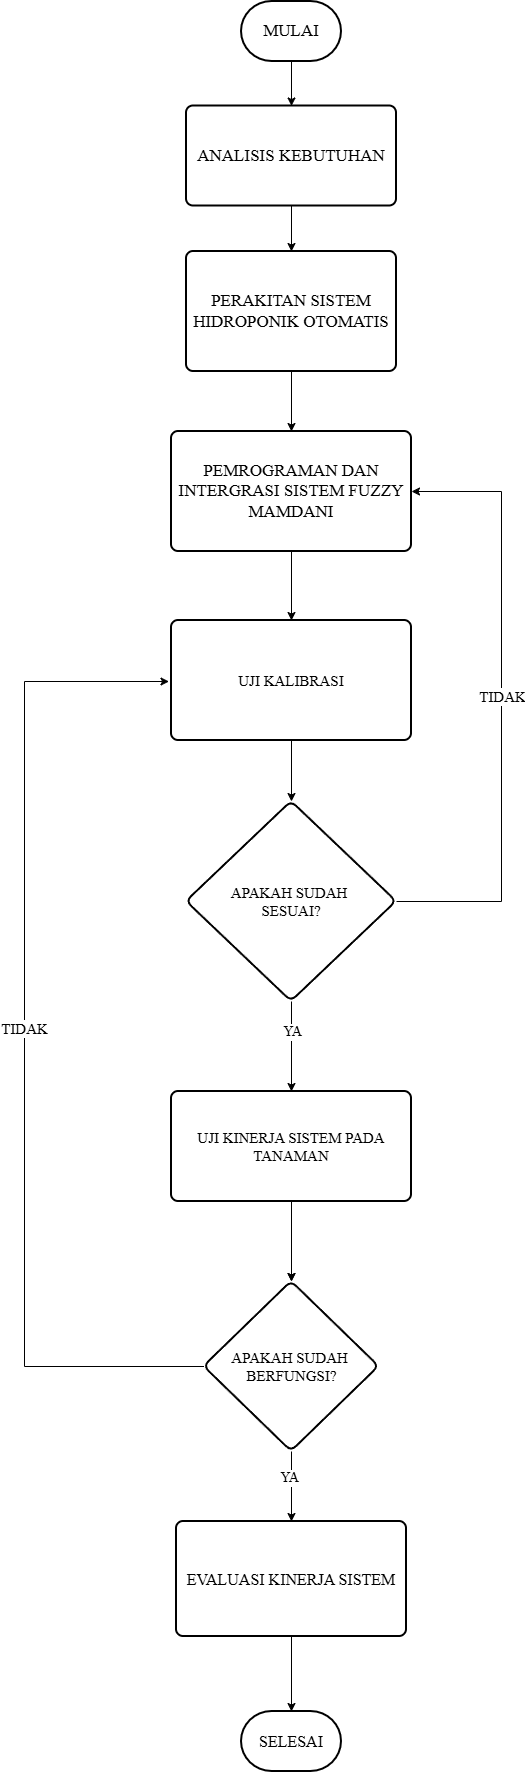 MULAI
ANALISIS KEBUTUHAN
PERAKITAN SISTEM
HIDROPONIK OTOMATIS
PEMROGRAMAN DAN
INTERGRASI SISTEM FUZZY
MAMDANI
UJI KALIBRASI
TIDAK
APAKAH SUDAH
SESUAI?
TIDAK
YA
UJI KINERJA SISTEM PADA
TANAMAN
APAKAH SUDAH
BERFUNGSI?
YA
EVALUASI KINERJA SISTEM
SELESAI